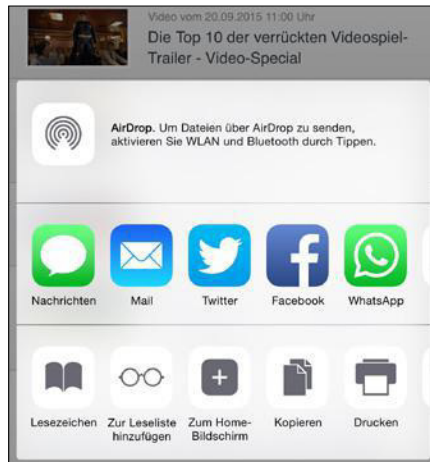 Video vom 20.09.2015 11:00 Uhr
Die Top 10 der verrückten Videospiel-
Trailer - Video-Special
AirDrop. Um Dateien über AirDrop zu senden,
aktivieren Sie WLAN und Bluetooth durch Tippen.
Nachrichten Mail Twitter Facebook WhatsApp
Lesezeichen Zur Leseliste Zum Home- Kopieren Drucken
hinzufügen Bildschirm